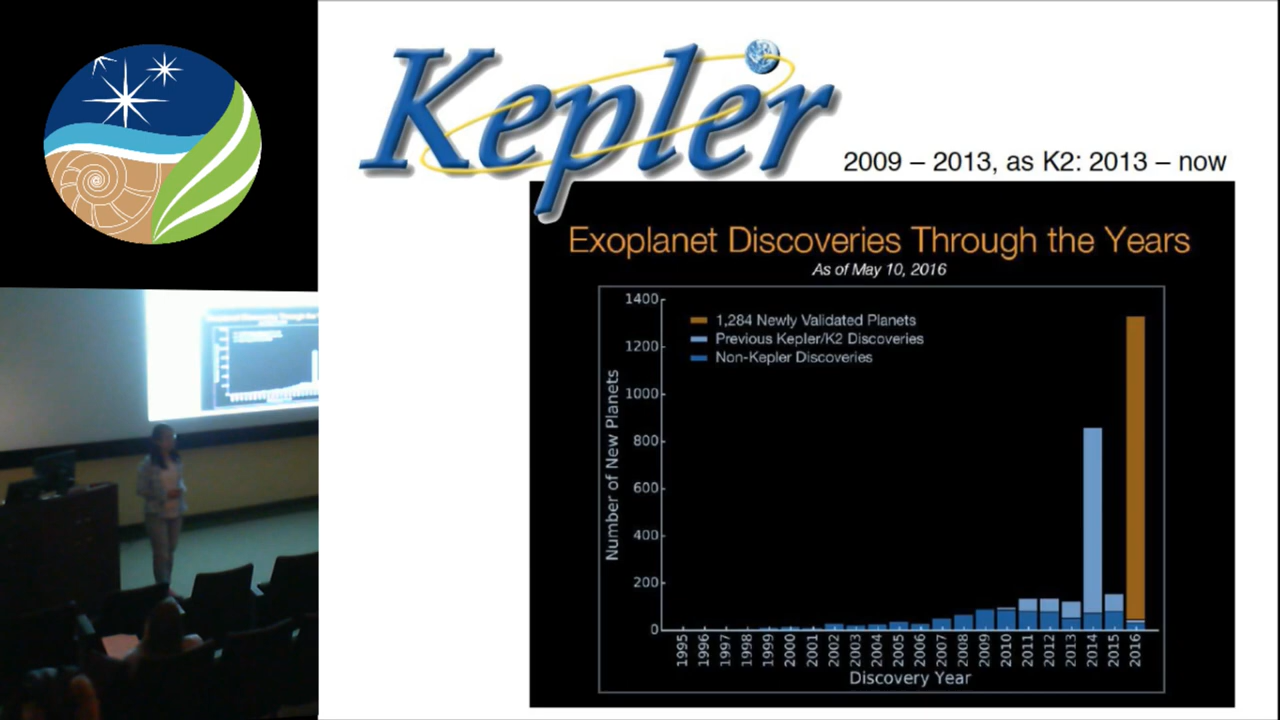 Kepler
2009 – 2013, as K2: 2013 – now
Exoplanet Discoveries Through the Years
As of May 10, 2016
1400
1200
1000
800
600
400
200
0
Number of New Planets
1,284 Newly Validated Planets
Previous Kepler/K2 Discoveries
Non-Kepler Discoveries
1995 1996 1997 1998 1999 2000 2001 2002 2003 2004 2005 2006 2007 2008 2009 2010 2011 2012 2013 2014 2015 2016
Discovery Year